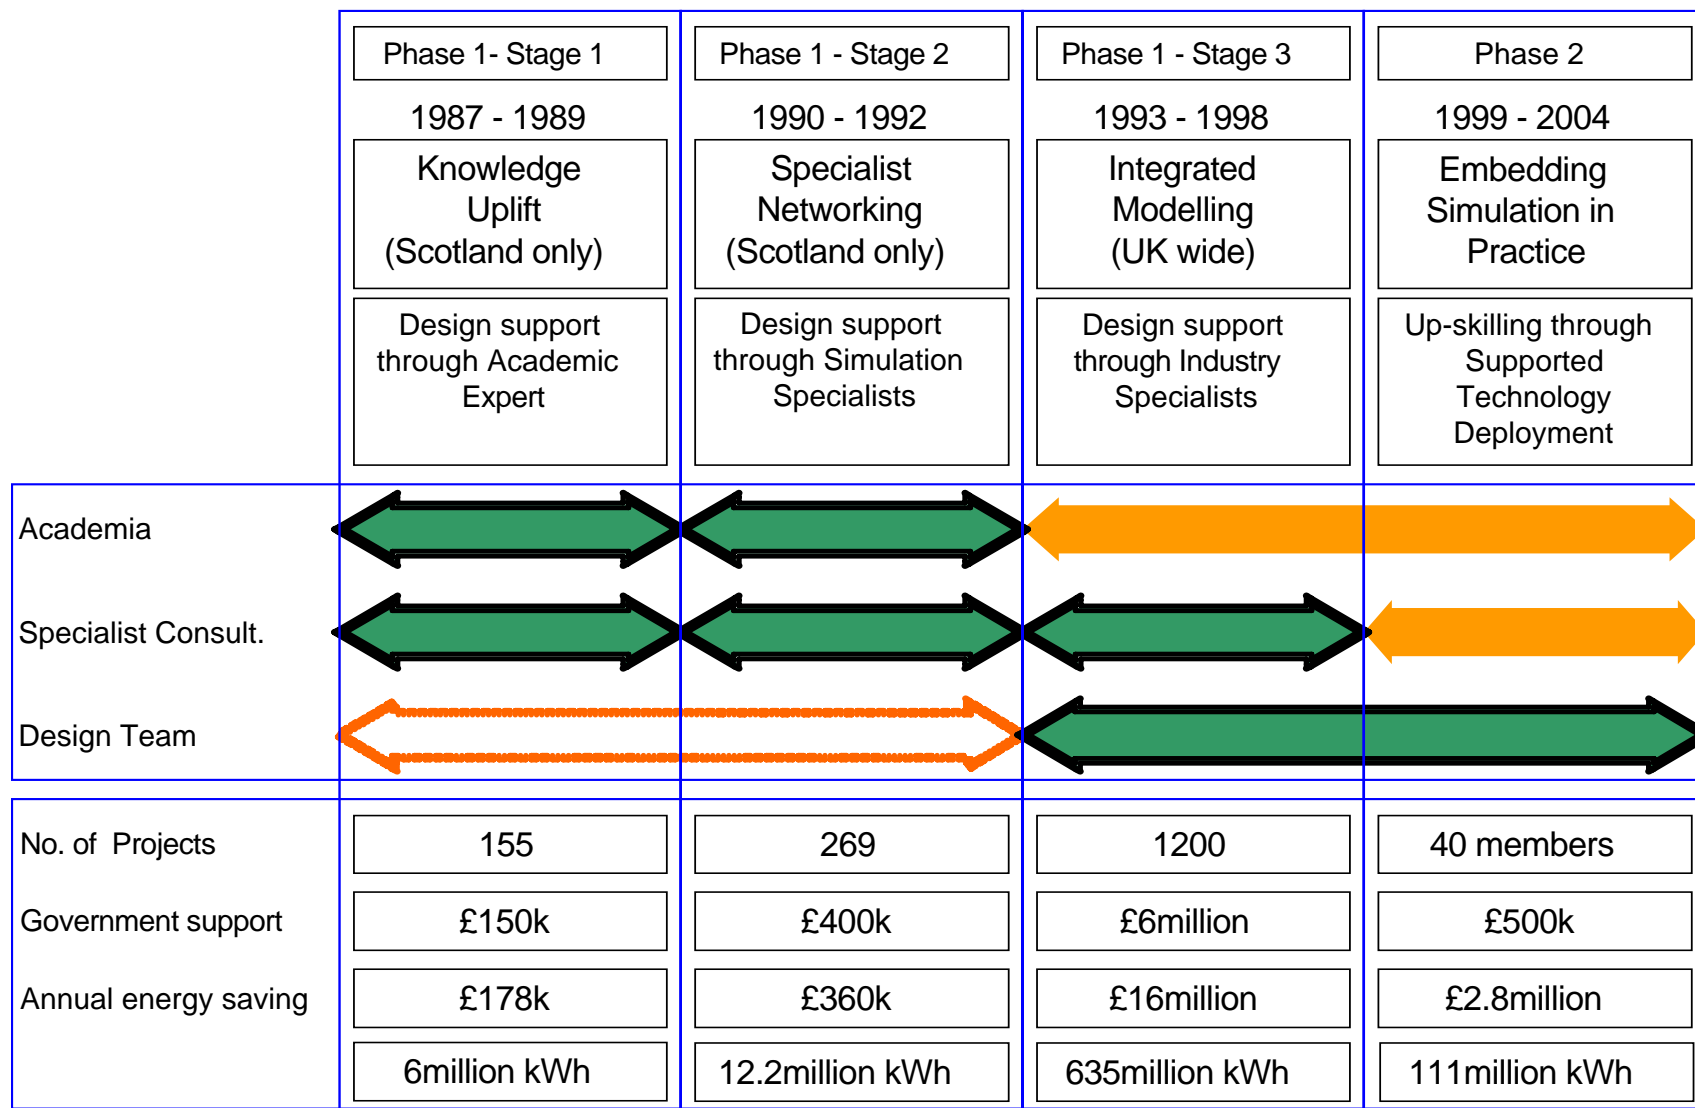 Phase 1- Stage 1
Phase 1 - Stage 2
Phase 1 - Stage 3
Phase 2
1987 - 1989
1990 - 1992
1993 - 1998
1999 - 2004
Knowledge
Uplift
(Scotland only)
Specialist
Networking
(Scotland only)
Integrated
Modelling
(UK wide)
Embedding
Simulation in
Practice
Design support
through Academic
Expert
Design support
through Simulation
Specialists
Design support
through Industry
Specialists
Up-skilling through
Supported
Technology
Deployment
Academia
Specialist Consult.
Design Team
No. of Projects
155
269
1200
40 members
Government support
£150k
£400k
£6million
£500k
Annual energy saving
£178k
£360k
£16million
£2.8million
6million kWh
12.2million kWh
635million kWh
111million kWh